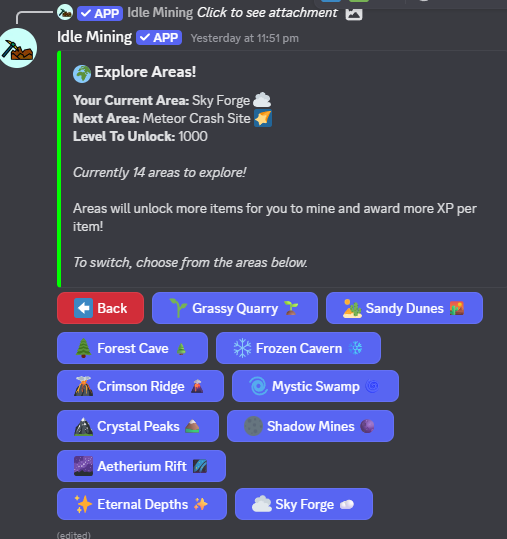 APP Idle Mining Click to see attachment
Idle Mining APP Yesterday at 11:51 pm
Explore Areas!
Your Current Area: Sky Forge
Next Area: Meteor Crash Site
Level To Unlock: 1000
Currently 14 areas to explore!
Areas will unlock more items for you to mine and award more XP per
item!
To switch, choose from the areas below.
Back Grassy Quarry Sandy Dunes
Forest Cave Frozen Cavern
Crimson Ridge Mystic Swamp
Crystal Peaks Shadow Mines
Aetherium Rift
Eternal Depths Sky Forge
(edited)